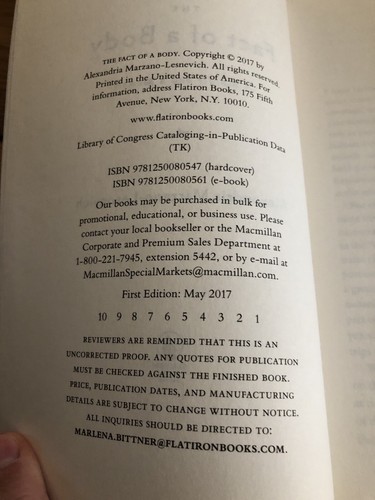 THE FACT OF A BODY. Copyright © 2017 by
Alexandria Marzano-Lesnevich. All rights reserved.
Printed in the United States of America. For
information, address Flatiron Books, 175 Fifth
Avenue, New York, N.Y. 10010.
www.flatironbooks.com
Library of Congress Cataloging-in-Publication Data
(TK)
ISBN 9781250080547 (hardcover)
ISBN 9781250080561 (e-book)
Our books may be purchased in bulk for
promotional, educational, or business use. Please
contact your local bookseller or the Macmillan
Corporate and Premium Sales Department at
1-800-221-7945, extension 5442, or by e-mail at
MacmillanSpecialMarkets@macmillan.com.
First Edition: May 2017
10 9 8 7 6 5 4 3 2 1
REVIEWERS ARE REMINDED THAT THIS IS AN
UNCORRECTED PROOF. ANY QUOTES FOR PUBLICATION
MUST BE CHECKED AGAINST THE FINISHED BOOK.
PRICE, PUBLICATION DATES, AND MANUFACTURING
DETAILS ARE SUBJECT TO CHANGE WITHOUT NOTICE.
ALL INQUIRIES SHOULD BE DIRECTED TO:
MARLENA.BITTNER@FLATIRONBOOKS.COM.